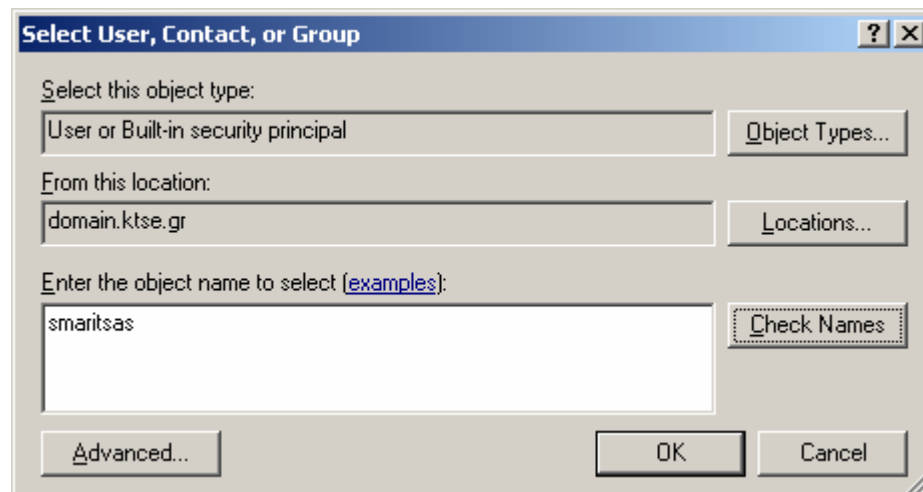 Select User, Contact, or Group
Select this object type:
User or Built-in security principal
Object Types...
From this location:
domain.ktse.gr
Locations...
Enter the object name to select (examples):
smaritsas
Check Names
Advanced...
OK
Cancel